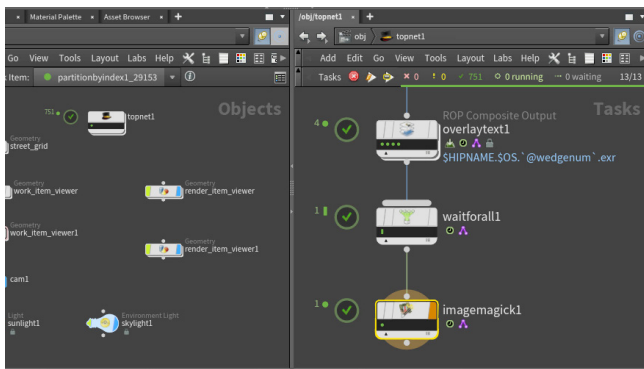 Material Palette
Asset Browser
Go View Tools Layout Labs Help
Item: partitionbyindex1_29153
Objects
751
topnet1
Geometry
street_grid
Geometry
work_item_viewer
Geometry
render_item_viewer
Geometry
work_item_viewer1
Geometry
render_item_viewer1
cam1
Light
sunlight1
Environment Light
skylight1
/obj/topnet1
obj topnet1
Add Edit Go View Tools Layout Labs Help
Tasks 0 0 751 0 running 0 waiting 13/13
Tasks
4
ROP Composite Output
overlaytext1
$HIPNAME.$OS.`@wedgenum`.exr
1
waitforall1
1
imagemagick1